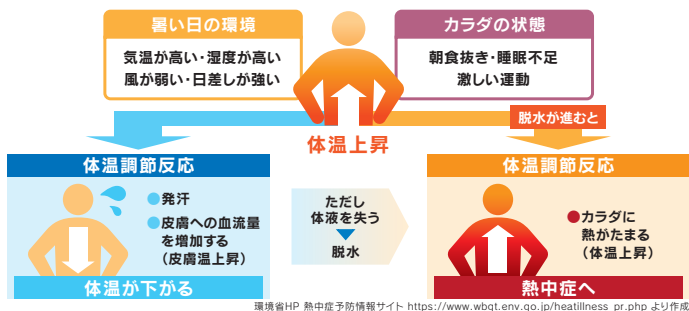 暑い日の環境
気温が高い・湿度が高い
風が弱い・日差しが強い
カラダの状態
朝食抜き・睡眠不足
激しい運動
体温上昇
脱水が進むと
体温調節反応
●発汗
●皮膚への血流量
を増加する
（皮膚温上昇）
体温が下がる
ただし
体液を失う
脱水
体温調節反応
●カラダに
熱がたまる
（体温上昇）
熱中症へ
環境省HP 熱中症予防情報サイト https://www.wbgt.env.go.jp/heatillness_pr.php より作成